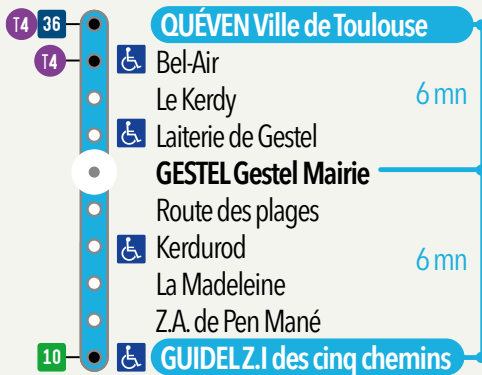 T4 36 QUÉVEN Ville de Toulouse
T4 Bel-Air
Le Kerdy
6 mn
Laiterie de Gestel
GESTEL Gestel Mairie
Route des plages
Kerdurod
6 mn
La Madeleine
Z.A. de Pen Mané
10 GUIDEL Z.I des cinq chemins